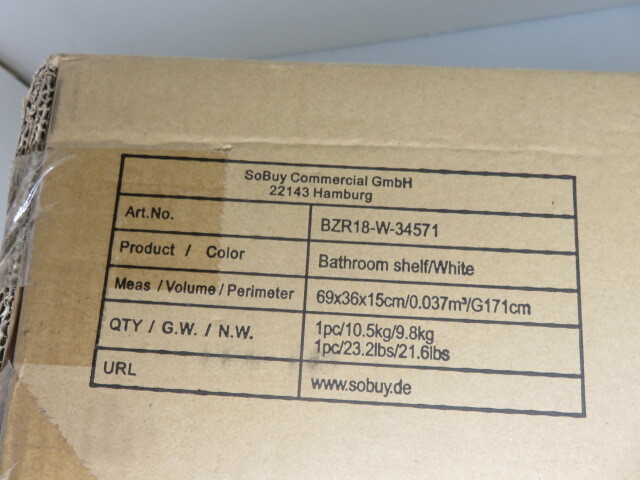 SoBuy Commercial GmbH
22143 Hamburg
Art.No.
BZR18-W-34571
Product / Color
Bathroom shelf/White
Meas / Volume / Perimeter
69x36x15cm/0.037m³/G171cm
QTY / G.W. / N.W.
1pc/10.5kg/9.8kg
1pc/23.2lbs/21.6lbs
URL
www.sobuy.de